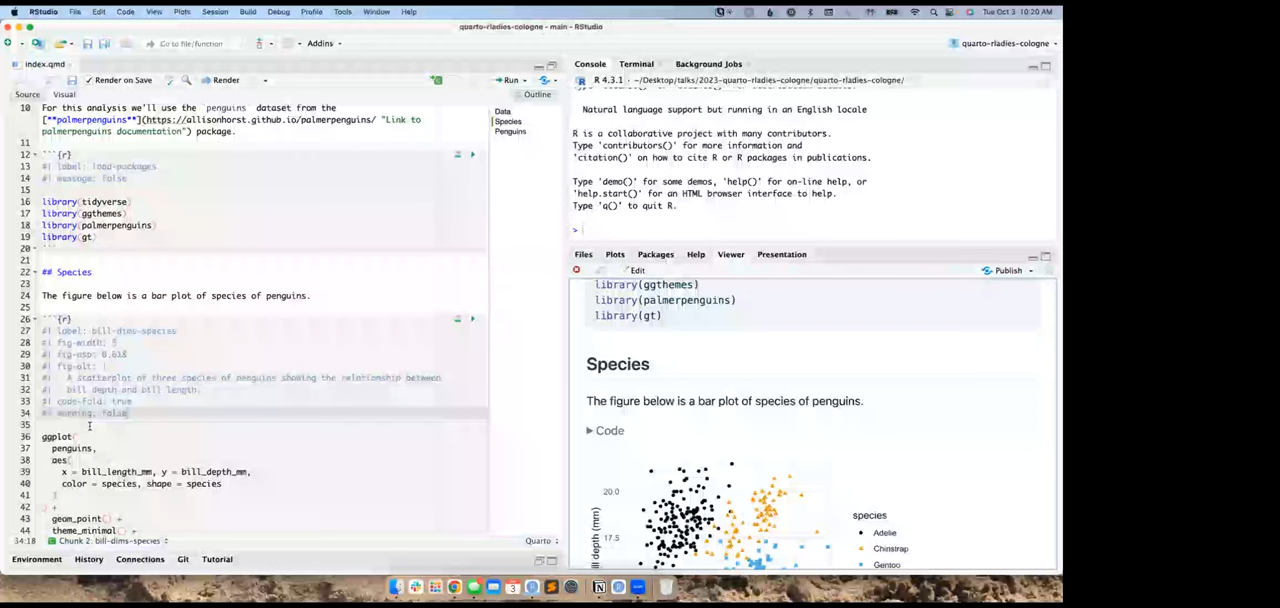 RStudio File Edit Code View Plots Session Build Debug Profile Tools Window Help Tue Oct 3 10:20 AM
quarto-rladies-cologne - main - RStudio
Go to file/function Addins quarto-rladies-cologne
index.qmd
Render on Save Render Run
Source Visual Outline
10 For this analysis we'll use the `penguins` dataset from the
[**palmerpenguins**](https://allisonhorst.github.io/palmerpenguins/ "Link to
palmerpenguins documentation") package.
11
12 ```{r}
13 #| label: load-packages
14 #| message: false
15
16 library(tidyverse)
17 library(ggthemes)
18 library(palmerpenguins)
19 library(gt)
20 ```
21
22 ## Species
23
24 The figure below is a bar plot of species of penguins.
25
26 ```{r}
27 #| label: bill-dims-species
28 #| fig-width: 5
29 #| fig-asp: 0.618
30 #| fig-alt: |
31 #| A scatterplot of three species of penguins showing the relationship between
32 #| bill depth and bill length.
33 #| code-fold: true
34 #| warning: false
35
36 ggplot(
37 penguins,
38 aes(
39 x = bill_length_mm, y = bill_depth_mm,
40 color = species, shape = species
41 )
42 ) +
43 geom_point() +
44 theme_minimal() +
34:18 Chunk 2: bill-dims-species Quarto
Environment History Connections Git Tutorial
Data
Species
Penguins
Console Terminal Background Jobs
R 4.3.1 · ~/Desktop/talks/2023-quarto-rladies-cologne/quarto-rladies-cologne/
Natural language support but running in an English locale
R is a collaborative project with many contributors.
Type 'contributors()' for more information and
'citation()' on how to cite R or R packages in publications.
Type 'demo()' for some demos, 'help()' for on-line help, or
'help.start()' for an HTML browser interface to help.
Type 'q()' to quit R.
>
Files Plots Packages Help Viewer Presentation
Edit Publish
library(ggthemes)
library(palmerpenguins)
library(gt)
Species
The figure below is a bar plot of species of penguins.
Code
20.0
17.5
bill depth (mm)
species
Adelie
Chinstrap
Gentoo